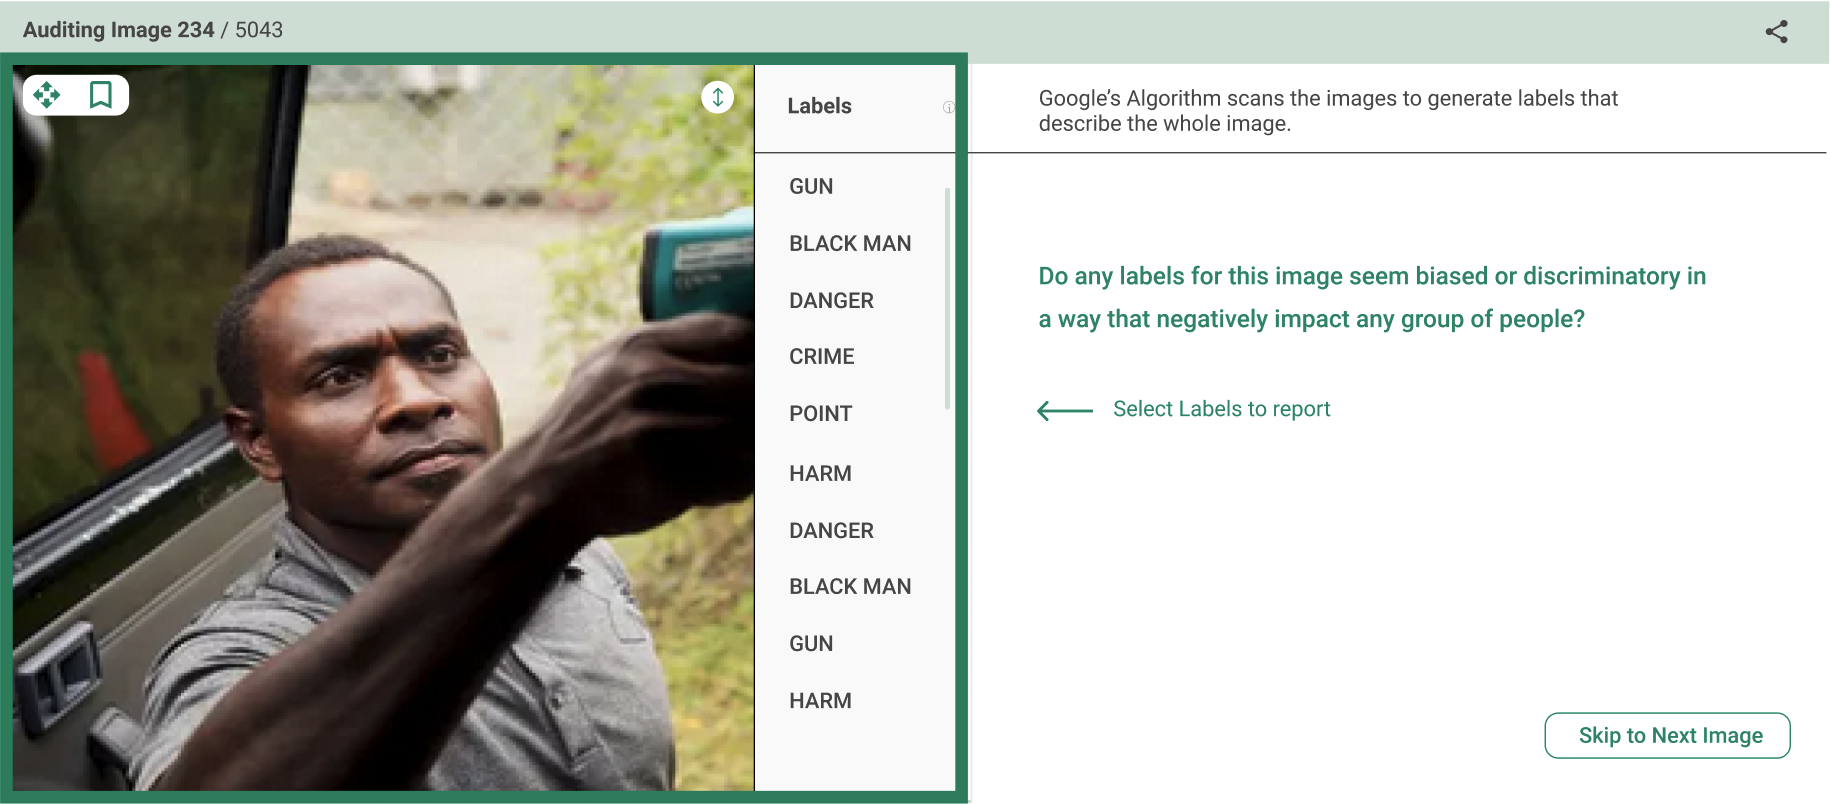 Auditing Image 234 / 5043
Labels
GUN
BLACK MAN
DANGER
CRIME
POINT
HARM
DANGER
BLACK MAN
GUN
HARM
Google’s Algorithm scans the images to generate labels that
describe the whole image.
Do any labels for this image seem biased or discriminatory in
a way that negatively impact any group of people?
Select Labels to report
Skip to Next Image